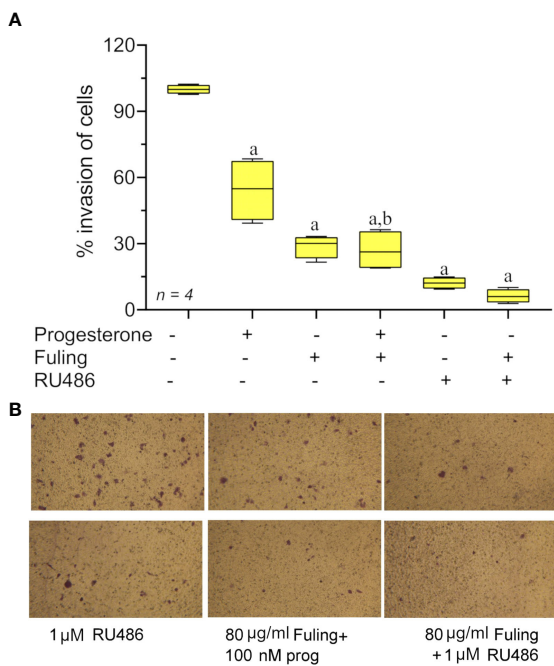 A
120
90
60
30
0
% invasion of cells
a
a
a,b
a
a
n = 4
Progesterone - + - + - -
Fuling - - + + - +
RU486 - - - - + +
B
1 µM RU486
80 µg/ml Fuling+
100 nM prog
80 µg/ml Fuling
+1 µM RU486